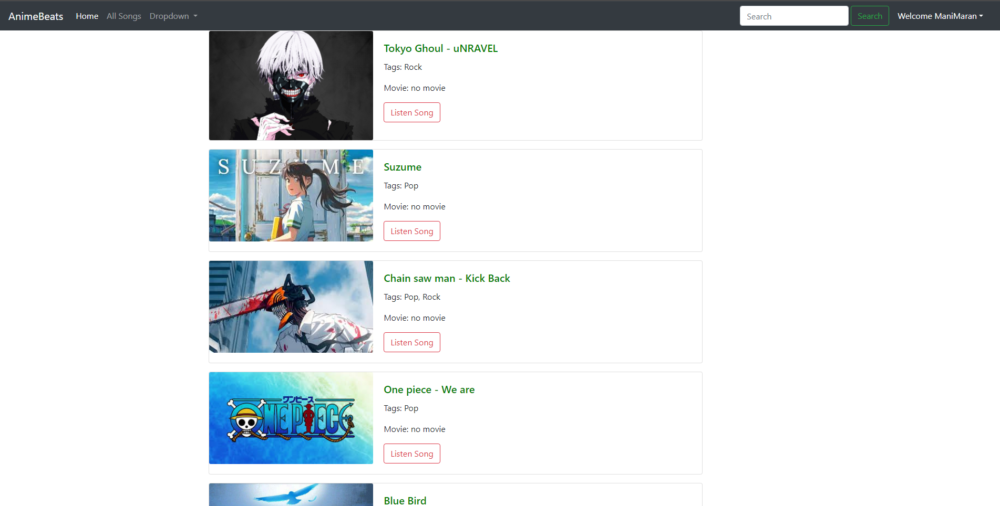 AnimeBeats Home All Songs Dropdown Search Search Welcome ManiMaran
Tokyo Ghoul - uNRAVEL
Tags: Rock
Movie: no movie
Listen Song
SUZUME
Suzume
Tags: Pop
Movie: no movie
Listen Song
Chain saw man - Kick Back
Tags: Pop, Rock
Movie: no movie
Listen Song
ワンピース
ONE PIECE
One piece - We are
Tags: Pop
Movie: no movie
Listen Song
Blue Bird